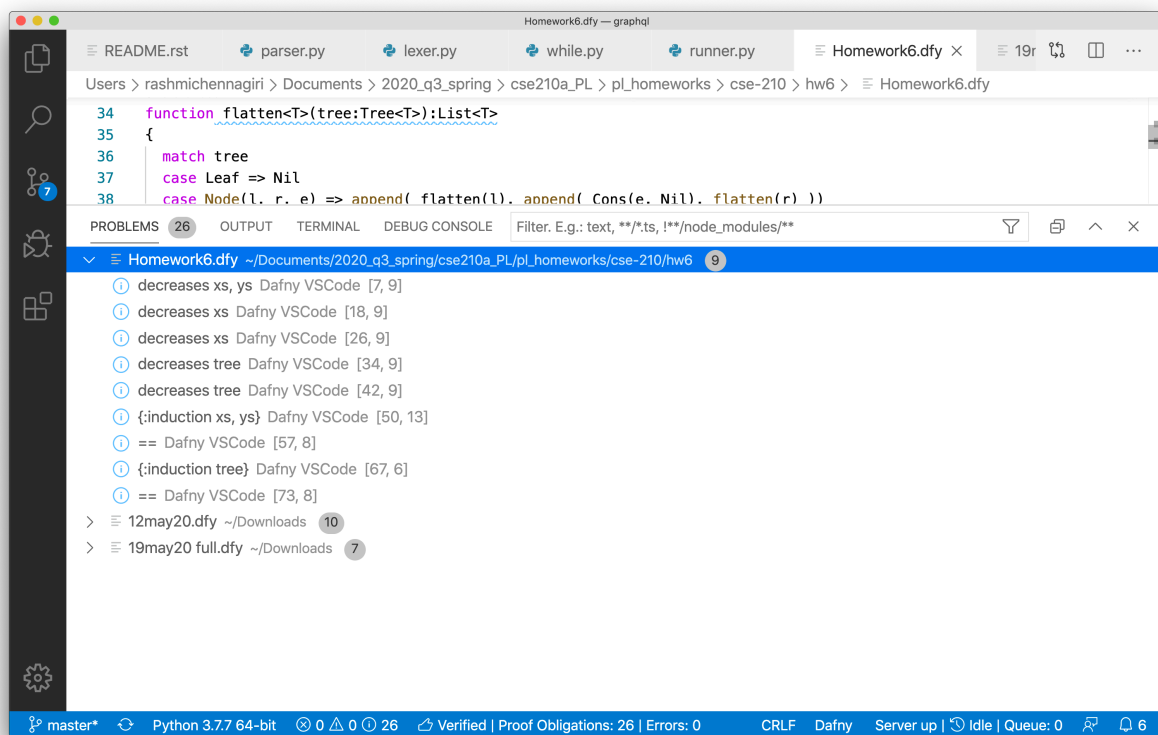 Homework6.dfy — graphql
README.rst parser.py lexer.py while.py runner.py Homework6.dfy 19r
Users > rashmichennagiri > Documents > 2020_q3_spring > cse210a_PL > pl_homeworks > cse-210 > hw6 > Homework6.dfy
34 function flatten<T>(tree:Tree<T>):List<T>
35 {
36 match tree
37 case Leaf => Nil
38 case Node(l, r, e) => append( flatten(l), append( Cons(e, Nil), flatten(r) ))
7
PROBLEMS 26 OUTPUT TERMINAL DEBUG CONSOLE Filter. E.g.: text, **/*.ts, !**/node_modules/**
Homework6.dfy ~/Documents/2020_q3_spring/cse210a_PL/pl_homeworks/cse-210/hw6 9
decreases xs, ys Dafny VSCode [7, 9]
decreases xs Dafny VSCode [18, 9]
decreases xs Dafny VSCode [26, 9]
decreases tree Dafny VSCode [34, 9]
decreases tree Dafny VSCode [42, 9]
{:induction xs, ys} Dafny VSCode [50, 13]
== Dafny VSCode [57, 8]
{:induction tree} Dafny VSCode [67, 6]
== Dafny VSCode [73, 8]
12may20.dfy ~/Downloads 10
19may20 full.dfy ~/Downloads 7
master* Python 3.7.7 64-bit 0 0 26 Verified | Proof Obligations: 26 | Errors: 0 CRLF Dafny Server up | Idle | Queue: 0 6